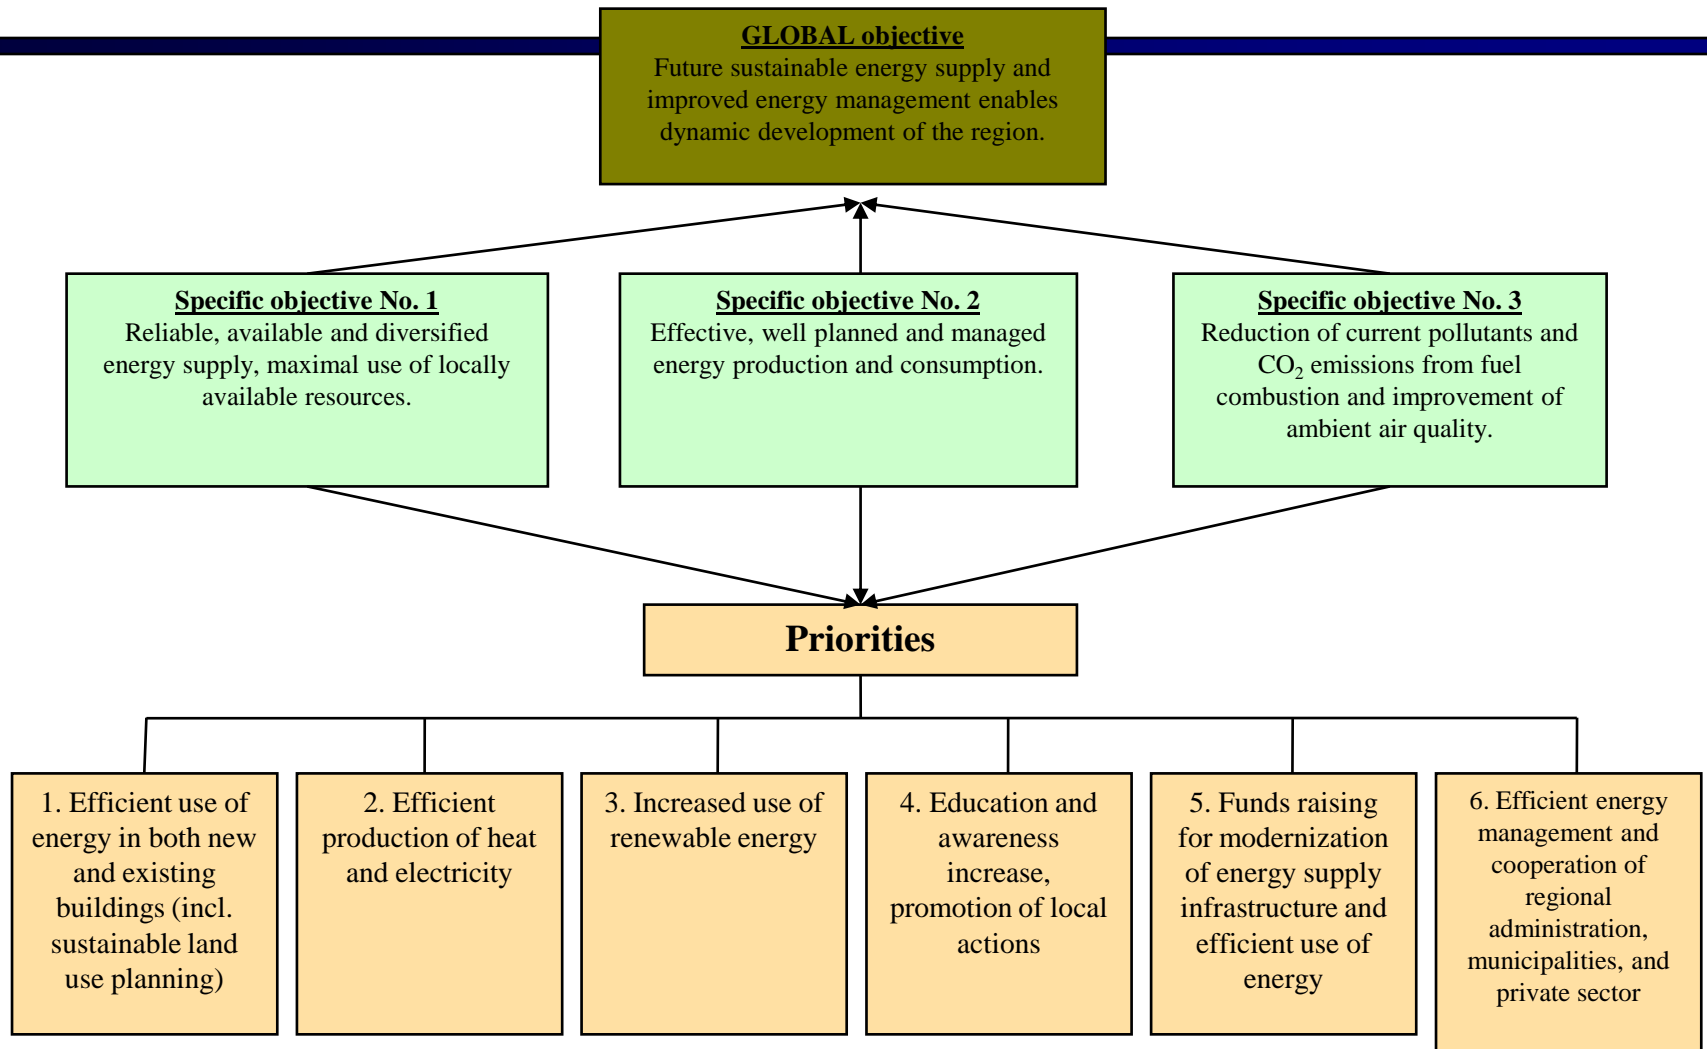 GLOBAL objective
Future sustainable energy supply and
improved energy management enables
dynamic development of the region.
Specific objective No. 1
Reliable, available and diversified
energy supply, maximal use of locally
available resources.
Specific objective No. 2
Effective, well planned and managed
energy production and consumption.
Specific objective No. 3
Reduction of current pollutants and
CO₂ emissions from fuel
combustion and improvement of
ambient air quality.
Priorities
1. Efficient use of
energy in both new
and existing
buildings (incl.
sustainable land
use planning)
2. Efficient
production of heat
and electricity
3. Increased use of
renewable energy
4. Education and
awareness
increase,
promotion of local
actions
5. Funds raising
for modernization
of energy supply
infrastructure and
efficient use of
energy
6. Efficient energy
management and
cooperation of
regional
administration,
municipalities, and
private sector